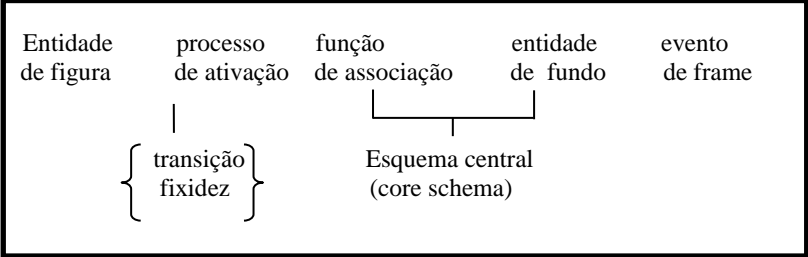 Entidade processo função entidade evento
de figura de ativação de associação de fundo de frame
transição Esquema central
fixidez (core schema)